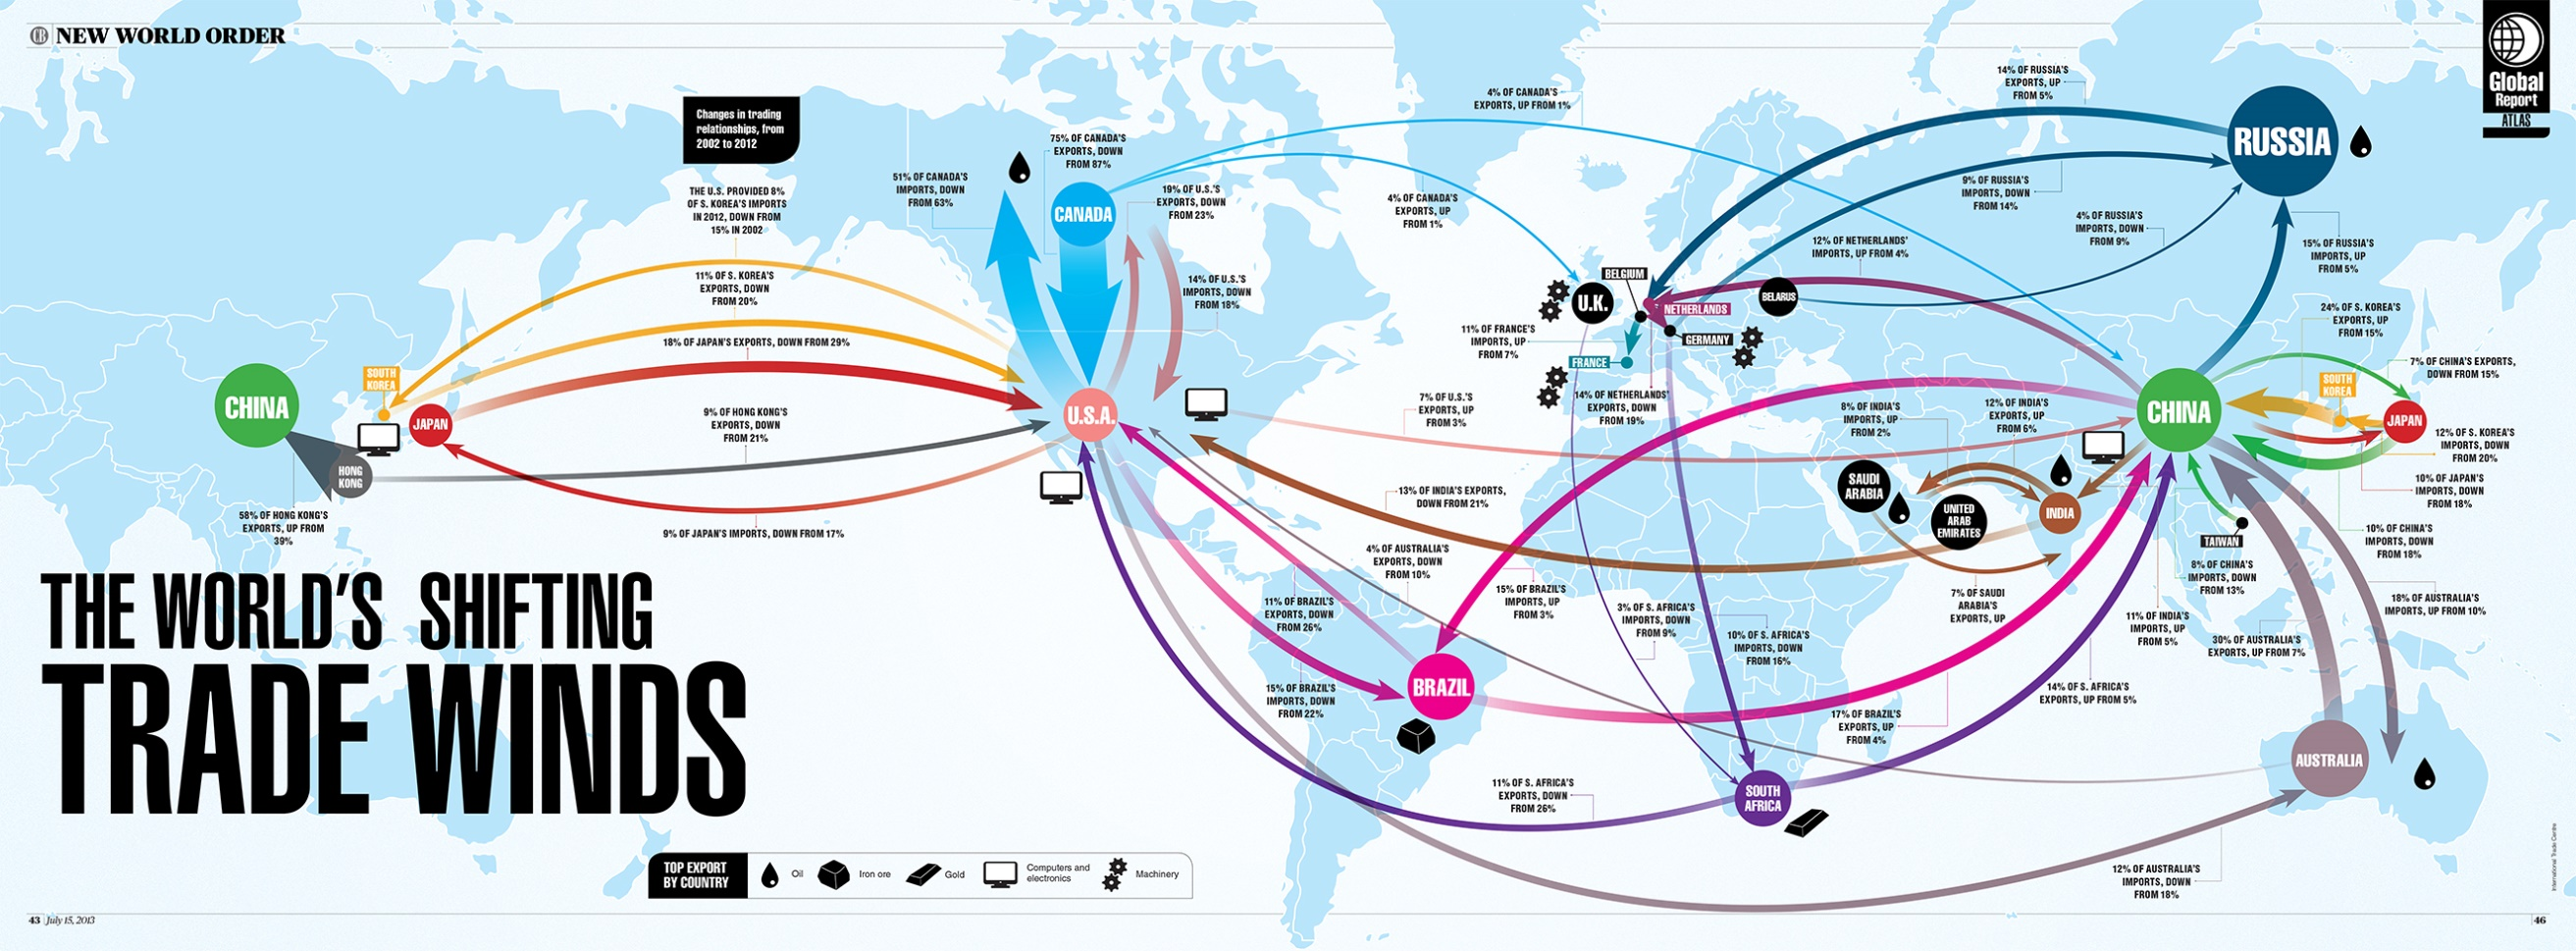 NEW WORLD ORDER
Global
Report
ATLAS
Changes in trading
relationships, from
2002 to 2012
THE U.S. PROVIDED 8%
OF S. KOREA'S IMPORTS
IN 2012, DOWN FROM
15% IN 2002
11% OF S. KOREA'S
EXPORTS, DOWN
FROM 20%
18% OF JAPAN'S EXPORTS, DOWN FROM 29%
9% OF HONG KONG'S
EXPORTS, DOWN
FROM 21%
9% OF JAPAN'S IMPORTS, DOWN FROM 17%
CHINA
SOUTH
KOREA
JAPAN
HONG
KONG
58% OF HONG KONG'S
EXPORTS, UP FROM
39%
51% OF CANADA'S
IMPORTS, DOWN
FROM 63%
75% OF CANADA'S
EXPORTS, DOWN
FROM 87%
CANADA
19% OF U.S.'S
EXPORTS, DOWN
FROM 23%
14% OF U.S.'S
IMPORTS, DOWN
FROM 18%
U.S.A.
4% OF CANADA'S
EXPORTS, UP FROM 1%
4% OF CANADA'S
EXPORTS, UP
FROM 1%
14% OF RUSSIA'S
EXPORTS, UP
FROM 5%
RUSSIA
9% OF RUSSIA'S
IMPORTS, DOWN
FROM 14%
4% OF RUSSIA'S
IMPORTS, DOWN
FROM 9%
15% OF RUSSIA'S
IMPORTS, UP
FROM 5%
12% OF NETHERLANDS'
IMPORTS, UP FROM 4%
BELGIUM
U.K.
NETHERLANDS
BELARUS
GERMANY
FRANCE
11% OF FRANCE'S
IMPORTS, UP
FROM 7%
14% OF NETHERLANDS'
EXPORTS, DOWN
FROM 19%
7% OF U.S.'S
EXPORTS, UP
FROM 3%
8% OF INDIA'S
IMPORTS, UP
FROM 2%
12% OF INDIA'S
EXPORTS, UP
FROM 6%
24% OF S. KOREA'S
EXPORTS, UP
FROM 15%
7% OF CHINA'S EXPORTS,
DOWN FROM 15%
CHINA
SOUTH
KOREA
JAPAN
12% OF S. KOREA'S
IMPORTS, DOWN
FROM 20%
10% OF JAPAN'S
IMPORTS, DOWN
FROM 18%
10% OF CHINA'S
IMPORTS, DOWN
FROM 18%
SAUDI
ARABIA
UNITED
ARAB
EMIRATES
INDIA
TAIWAN
13% OF INDIA'S EXPORTS,
DOWN FROM 21%
4% OF AUSTRALIA'S
EXPORTS, DOWN
FROM 10%
15% OF BRAZIL'S
IMPORTS, UP
FROM 3%
11% OF BRAZIL'S
EXPORTS, DOWN
FROM 26%
15% OF BRAZIL'S
IMPORTS, DOWN
FROM 22%
BRAZIL
3% OF S. AFRICA'S
IMPORTS, DOWN
FROM 9%
10% OF S. AFRICA'S
IMPORTS, DOWN
FROM 16%
7% OF SAUDI
ARABIA'S
EXPORTS, UP
8% OF CHINA'S
IMPORTS, DOWN
FROM 13%
11% OF INDIA'S
IMPORTS, UP
FROM 5%
30% OF AUSTRALIA'S
EXPORTS, UP FROM 7%
18% OF AUSTRALIA'S
IMPORTS, UP FROM 10%
14% OF S. AFRICA'S
EXPORTS, UP FROM 5%
17% OF BRAZIL'S
EXPORTS, UP
FROM 4%
11% OF S. AFRICA'S
EXPORTS, DOWN
FROM 26%
SOUTH
AFRICA
AUSTRALIA
12% OF AUSTRALIA'S
IMPORTS, DOWN
FROM 18%
THE WORLD'S SHIFTING
TRADE WINDS
TOP EXPORT
BY COUNTRY
Oil
Iron ore
Gold
Computers and
electronics
Machinery
International Trade Centre
43 July 15, 2013
46